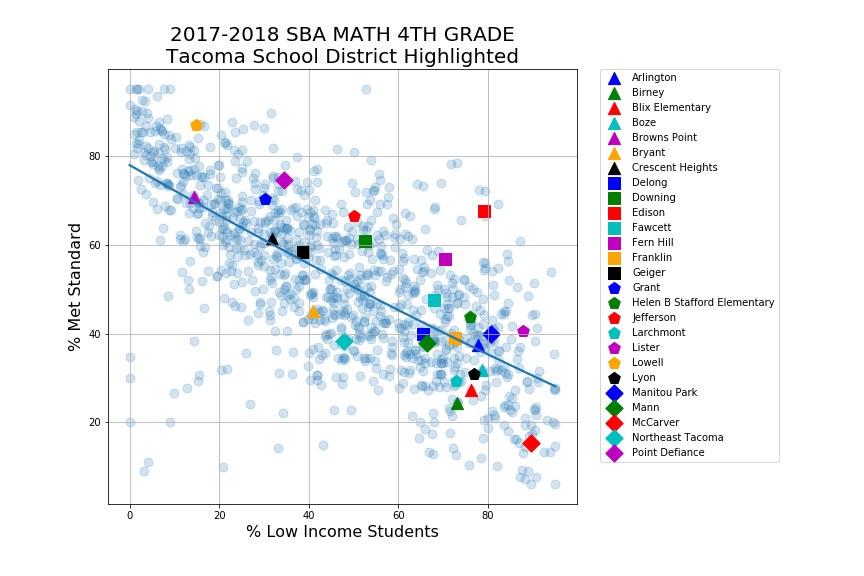 2017-2018 SBA MATH 4TH GRADE
Tacoma School District Highlighted
% Met Standard
80
60
40
20
0
20
40
60
80
% Low Income Students
Arlington
Birney
Blix Elementary
Boze
Browns Point
Bryant
Crescent Heights
Delong
Downing
Edison
Fawcett
Fern Hill
Franklin
Geiger
Grant
Helen B Stafford Elementary
Jefferson
Larchmont
Lister
Lowell
Lyon
Manitou Park
Mann
McCarver
Northeast Tacoma
Point Defiance